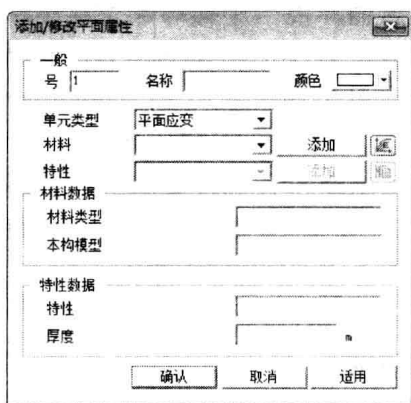 添加/修改平面属性
一般
号 1 名称 颜色
单元类型 平面应变
材料 添加
特性 添加
材料数据
材料类型
本构模型
特性数据
特性
厚度 m
确认 取消 适用